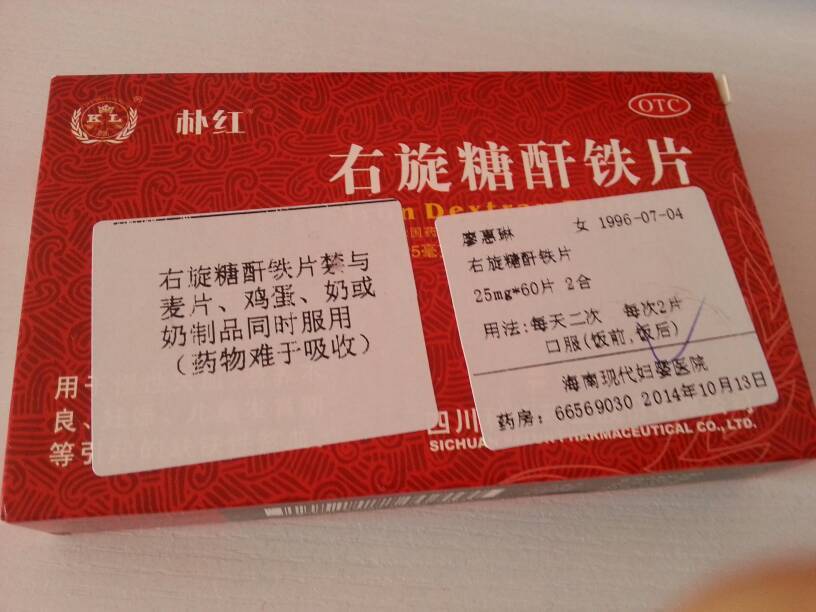 KL
朴红
OTC
右旋糖酐铁片
右旋糖酐铁片禁与
麦片、鸡蛋、奶或
奶制品同时服用
（药物难于吸收）
廖惠琳 女 1996-07-04
右旋糖酐铁片
25mg*60片 2合
用法：每天二次 每次2片
口服（饭前，饭后）
海南现代妇婴医院
药房：66569030 2014年10月13日
用
良、
等
四川
SICHUA PHARMACEUTICAL CO., LTD.